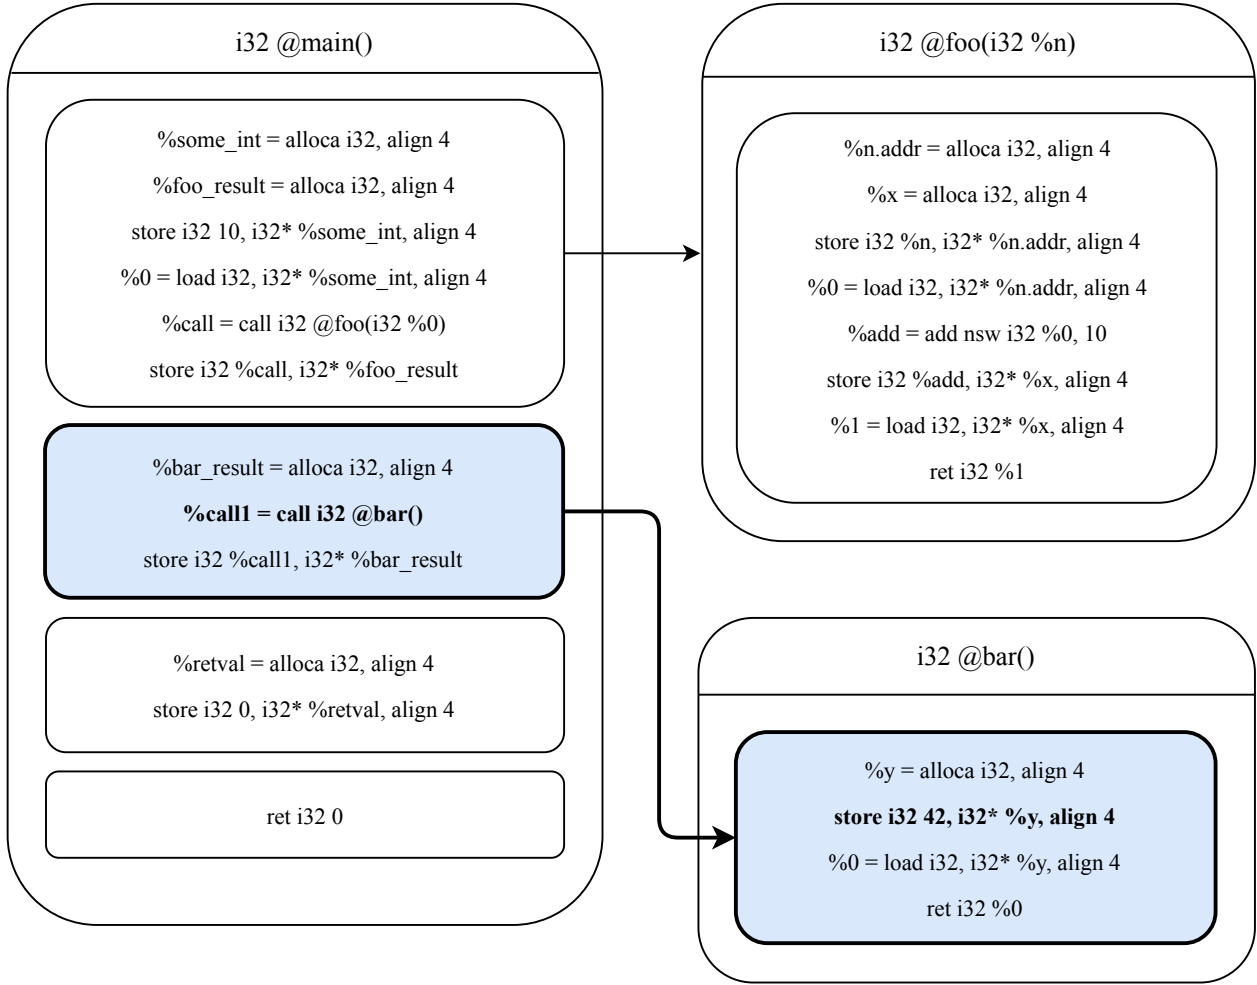 i32 @main()
%some_int = alloca i32, align 4
%foo_result = alloca i32, align 4
store i32 10, i32* %some_int, align 4
%0 = load i32, i32* %some_int, align 4
%call = call i32 @foo(i32 %0)
store i32 %call, i32* %foo_result
%bar_result = alloca i32, align 4
%call1 = call i32 @bar()
store i32 %call1, i32* %bar_result
%retval = alloca i32, align 4
store i32 0, i32* %retval, align 4
ret i32 0
i32 @foo(i32 %n)
%n.addr = alloca i32, align 4
%x = alloca i32, align 4
store i32 %n, i32* %n.addr, align 4
%0 = load i32, i32* %n.addr, align 4
%add = add nsw i32 %0, 10
store i32 %add, i32* %x, align 4
%1 = load i32, i32* %x, align 4
ret i32 %1
i32 @bar()
%y = alloca i32, align 4
store i32 42, i32* %y, align 4
%0 = load i32, i32* %y, align 4
ret i32 %0